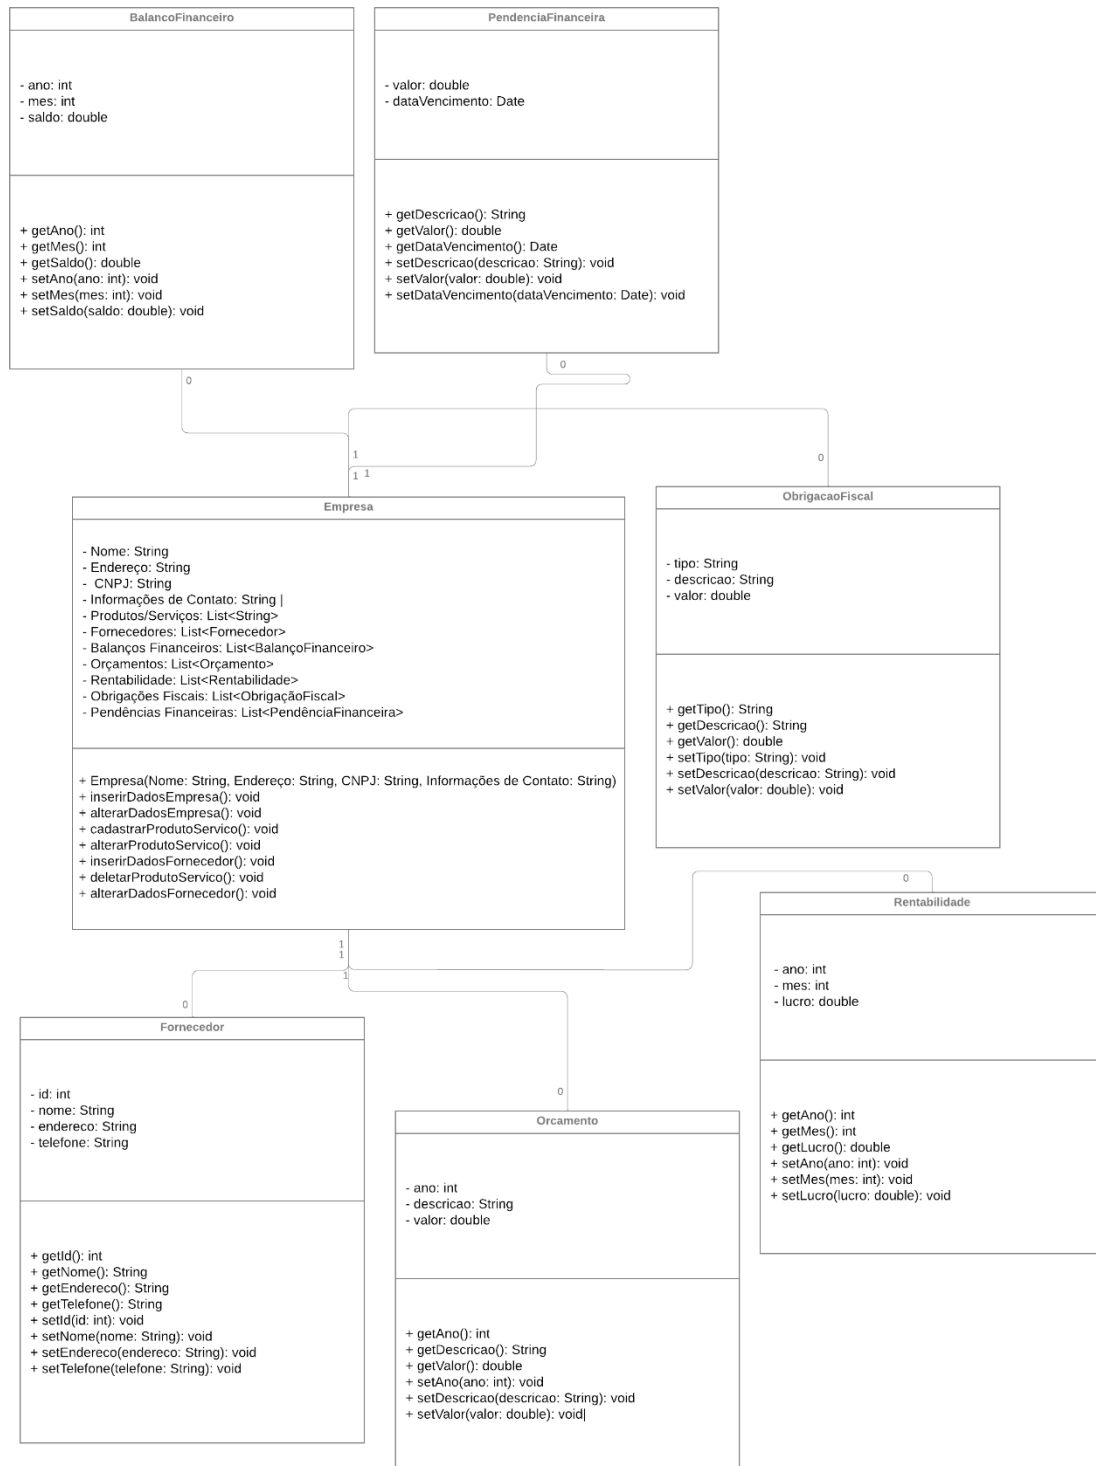 BalancoFinanceiro
- ano: int
- mes: int
- saldo: double
+ getAno(): int
+ getMes(): int
+ getSaldo(): double
+ setAno(ano: int): void
+ setMes(mes: int): void
+ setSaldo(saldo: double): void
PendenciaFinanceira
- valor: double
- dataVencimento: Date
+ getDescricao(): String
+ getValor(): double
+ getDataVencimento(): Date
+ setDescricao(descricao: String): void
+ setValor(valor: double): void
+ setDataVencimento(dataVencimento: Date): void
0
0
1
1 1
0
Empresa
- Nome: String
- Endereço: String
-  CNPJ: String
- Informações de Contato: String |
- Produtos/Serviços: List<String>
- Fornecedores: List<Fornecedor>
- Balanços Financeiros: List<BalançoFinanceiro>
- Orçamentos: List<Orçamento>
- Rentabilidade: List<Rentabilidade>
- Obrigações Fiscais: List<ObrigaçãoFiscal>
- Pendências Financeiras: List<PendênciaFinanceira>
+ Empresa(Nome: String, Endereço: String, CNPJ: String, Informações de Contato: String)
+ inserirDadosEmpresa(): void
+ alterarDadosEmpresa(): void
+ cadastrarProdutoServico(): void
+ alterarProdutoServico(): void
+ inserirDadosFornecedor(): void
+ deletarProdutoServico(): void
+ alterarDadosFornecedor(): void
ObrigacaoFiscal
- tipo: String
- descricao: String
- valor: double
+ getTipo(): String
+ getDescricao(): String
+ getValor(): double
+ setTipo(tipo: String): void
+ setDescricao(descricao: String): void
+ setValor(valor: double): void
0
Rentabilidade
- ano: int
- mes: int
- lucro: double
+ getAno(): int
+ getMes(): int
+ getLucro(): double
+ setAno(ano: int): void
+ setMes(mes: int): void
+ setLucro(lucro: double): void
1
1
1
0
Fornecedor
- id: int
- nome: String
- endereco: String
- telefone: String
+ getId(): int
+ getNome(): String
+ getEndereco(): String
+ getTelefone(): String
+ setId(id: int): void
+ setNome(nome: String): void
+ setEndereco(endereco: String): void
+ setTelefone(telefone: String): void
0
Orcamento
- ano: int
- descricao: String
- valor: double
+ getAno(): int
+ getDescricao(): String
+ getValor(): double
+ setAno(ano: int): void
+ setDescricao(descricao: String): void
+ setValor(valor: double): void|